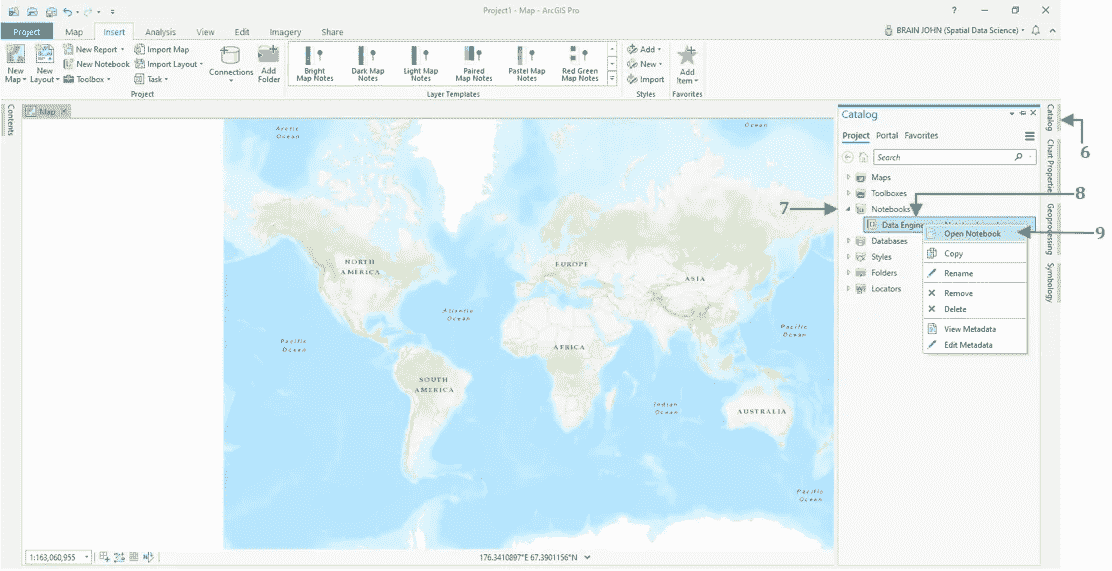 Project1 - Map - ArcGIS Pro
Project Map Insert Analysis View Edit Imagery Share
BRAIN JOHN (Spatial Data Science)
New Map
New Layout
New Report
New Notebook
Toolbox
Import Map
Import Layout
Task
Connections
Add Folder
Project
Bright Map Notes
Dark Map Notes
Light Map Notes
Paired Map Notes
Pastel Map Notes
Red Green Map Notes
Layer Templates
Add
New
Import
Styles
Add Item
Favorites
Contents
Map
Arctic Ocean
Ocean
NORTH AMERICA
EUROPE
ASIA
Atlantic Ocean
Pacific Ocean
Pacific Ocean
AFRICA
SOUTH AMERICA
Indian Ocean
AUSTRALIA
Pacific Ocean
1:163,060,955
176.3410897°E 67.3901156°N
Catalog
Project Portal Favorites
Search
Maps
Toolboxes
Notebooks
Data Engine
Databases
Styles
Folders
Locators
Open Notebook
Copy
Rename
Remove
Delete
View Metadata
Edit Metadata
Catalog
Chart Propertie
Geoprocessing
Symbology
6
7
8
9